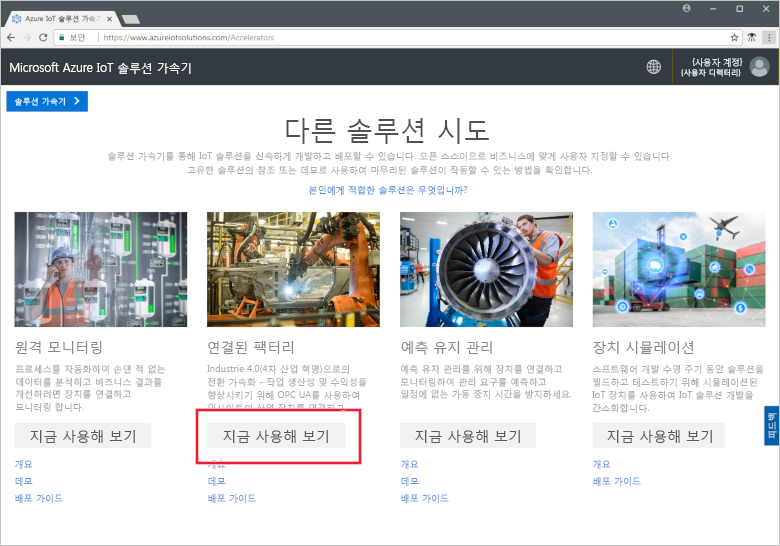 Azure IoT 솔루션 가속기
보안
https://www.azureiotsolutions.com/Accelerators
Microsoft Azure IoT 솔루션 가속기
{사용자 계정}
{사용자 디렉터리}
솔루션 가속기
다른 솔루션 시도
솔루션 가속기를 통해 IoT 솔루션을 신속하게 개발하고 배포할 수 있습니다. 오픈 소스이므로 비즈니스에 맞게 사용자 지정할 수 있습니다.
고유한 솔루션의 참조 또는 데모로 사용하여 마무리된 솔루션이 작동할 수 있는 방법을 확인합니다.
본인에게 적합한 솔루션은 무엇입니까?
원격 모니터링
프로세스를 자동화하여 손댄 적 없는
데이터를 분석하고 비즈니스 결과를
개선하려면 장치를 연결하고
모니터링 합니다.
지금 사용해 보기
개요
데모
배포 가이드
연결된 팩터리
Industrie 4.0(4차 산업 혁명)으로의
전환 가속화 - 작업 생산성 및 수익성을
향상시키기 위해 OPC UA를 사용하여
산업 장치를 연결하고
지금 사용해 보기
개요
데모
배포 가이드
예측 유지 관리
예측 유지 관리를 위한 장치를 연결하고
모니터링하여 관리 요구를 예측하고
일정에 없는 가동 중지 시간을 방지하세요.
지금 사용해 보기
개요
데모
배포 가이드
장치 시뮬레이션
소프트웨어 개발 수명 주기 동안 솔루션을
빌드하고 테스트하기 위해 시뮬레이션된
IoT 장치를 사용하여 IoT 솔루션 개발을
간소화합니다.
지금 사용해 보기
개요
배포 가이드
피드백